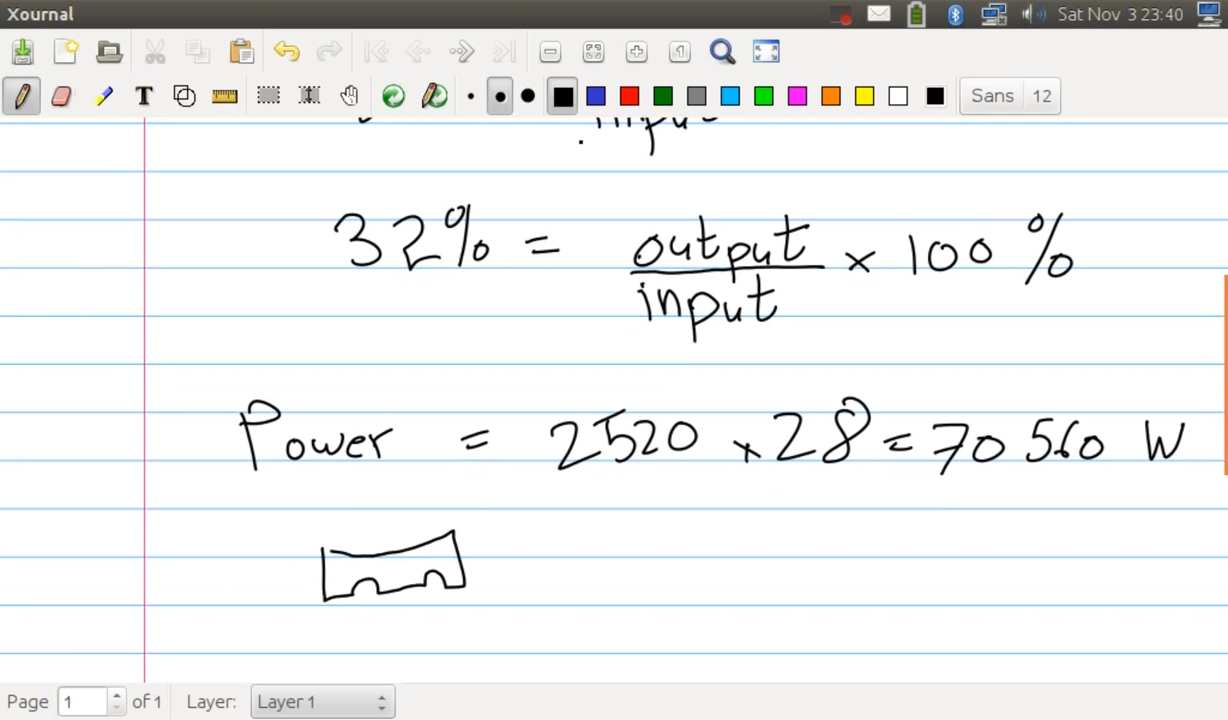 Xournal Sat Nov 3 23:40
T Sans 12
input
32% = output/input × 100 %
Power = 2520 × 28 = 70 560 W
Page 1 of 1 Layer: Layer 1